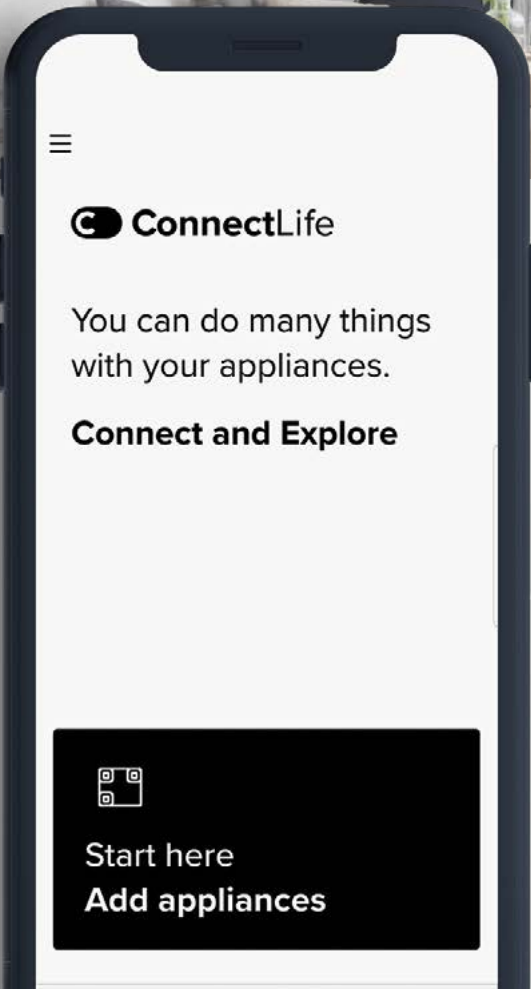 ConnectLife
You can do many things
with your appliances.
Connect and Explore
Start here
Add appliances